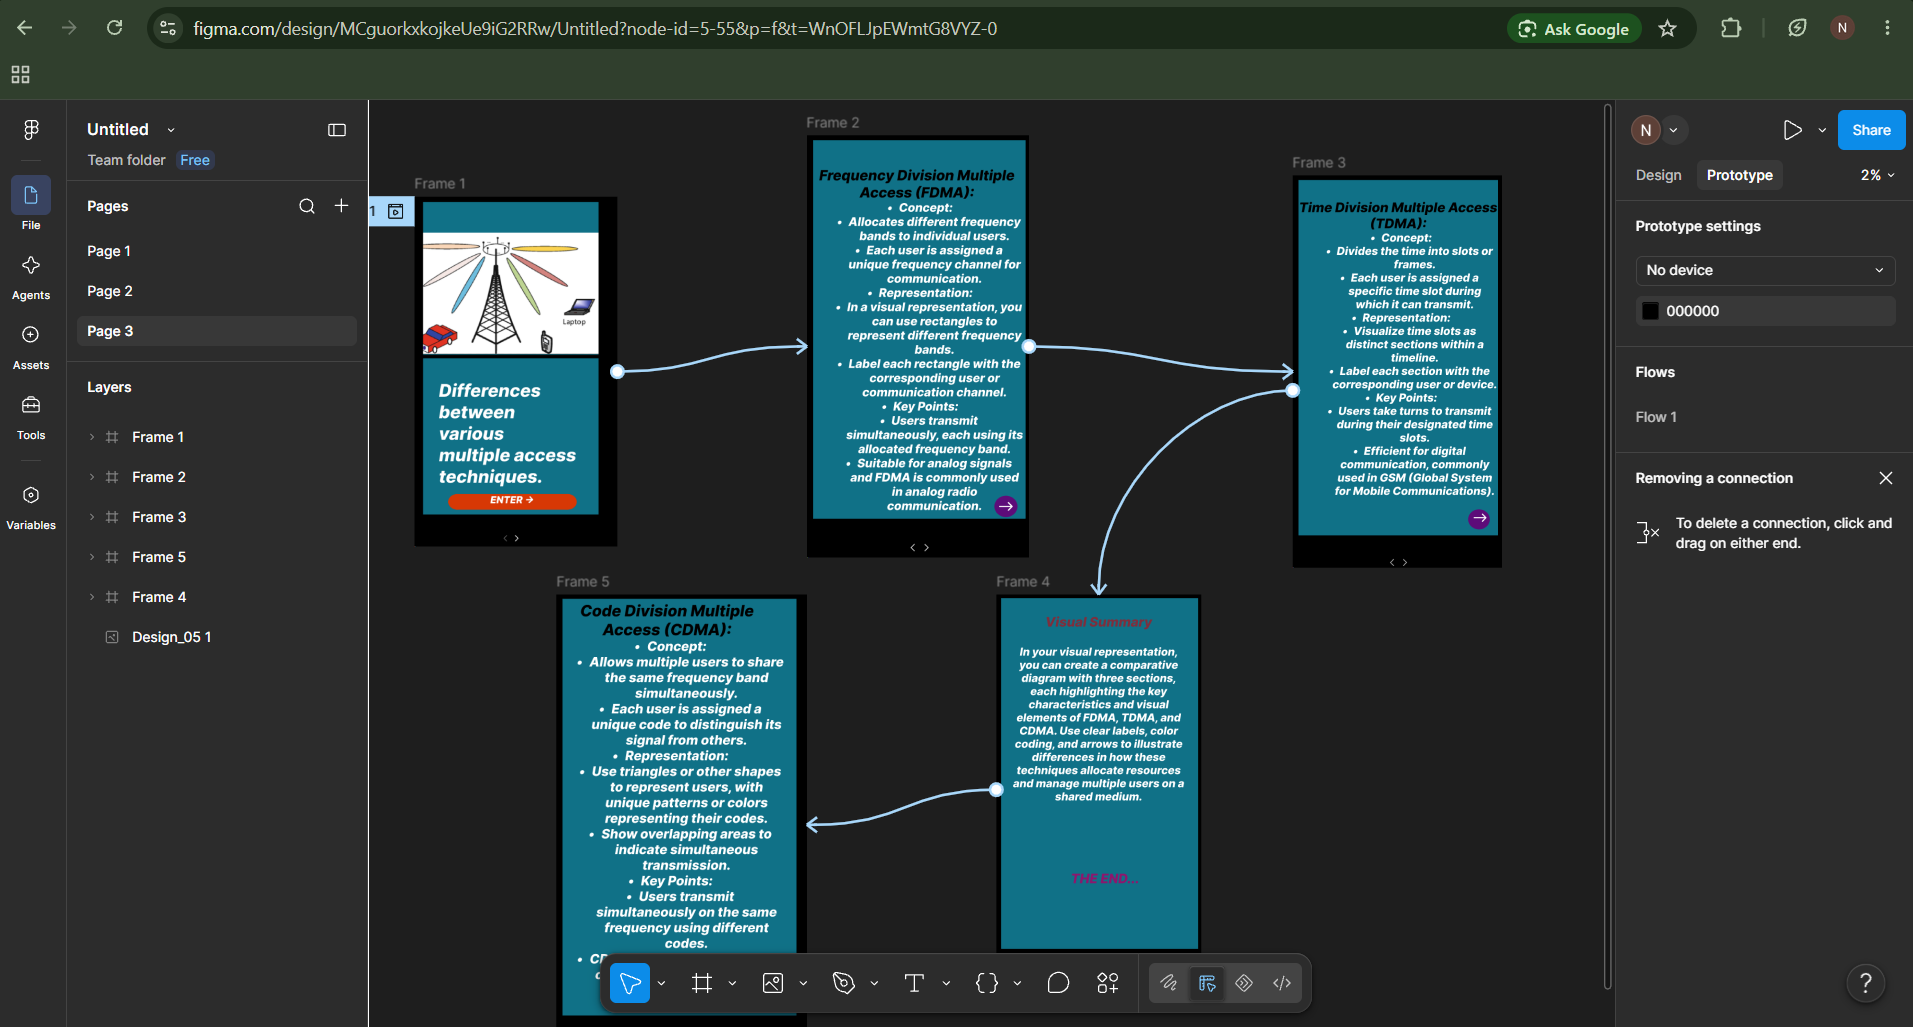 figma.com/design/MCguorkxkojkeUe9iG2RRw/Untitled?node-id=5-55&p=f&t=WnOFLJpEWmtG8VYZ-0
Ask Google
N
Untitled
Team folder
Free
File
Agents
Assets
Tools
Variables
Pages
Page 1
Page 2
Page 3
Layers
Frame 1
Frame 2
Frame 3
Frame 5
Frame 4
Design_05 1
Frame 1
1
Laptop
Differences
between
various
multiple access
techniques.
ENTER →
< >
Frame 2
Frequency Division Multiple
Access (FDMA):
• Concept:
• Allocates different frequency
bands to individual users.
• Each user is assigned a
unique frequency channel for
communication.
• Representation:
• In a visual representation, you
can use rectangles to
represent different frequency
bands.
• Label each rectangle with the
corresponding user or
communication channel.
• Key Points:
• Users transmit
simultaneously, each using its
allocated frequency band.
• Suitable for analog signals
and FDMA is commonly used
in analog radio
communication.
< >
Frame 3
Time Division Multiple Access
(TDMA):
• Concept:
• Divides the time into slots or
frames.
• Each user is assigned a
specific time slot during
which it can transmit.
• Representation:
• Visualize time slots as
distinct sections within a
timeline.
• Label each section with the
corresponding user or device.
• Key Points:
• Users take turns to transmit
during their designated time
slots.
• Efficient for digital
communication, commonly
used in GSM (Global System
for Mobile Communications).
< >
Frame 5
Code Division Multiple
Access (CDMA):
• Concept:
• Allows multiple users to share
the same frequency band
simultaneously.
• Each user is assigned a
unique code to distinguish its
signal from others.
• Representation:
• Use triangles or other shapes
to represent users, with
unique patterns or colors
representing their codes.
• Show overlapping areas to
indicate simultaneous
transmission.
• Key Points:
• Users transmit
simultaneously on the same
frequency using different
codes.
Frame 4
Visual Summary
In your visual representation,
you can create a comparative
diagram with three sections,
each highlighting the key
characteristics and visual
elements of FDMA, TDMA, and
CDMA. Use clear labels, color
coding, and arrows to illustrate
differences in how these
techniques allocate resources
and manage multiple users on a
shared medium.
THE END...
N
Share
Design
Prototype
2%
Prototype settings
No device
000000
Flows
Flow 1
Removing a connection
To delete a connection, click and
drag on either end.
?